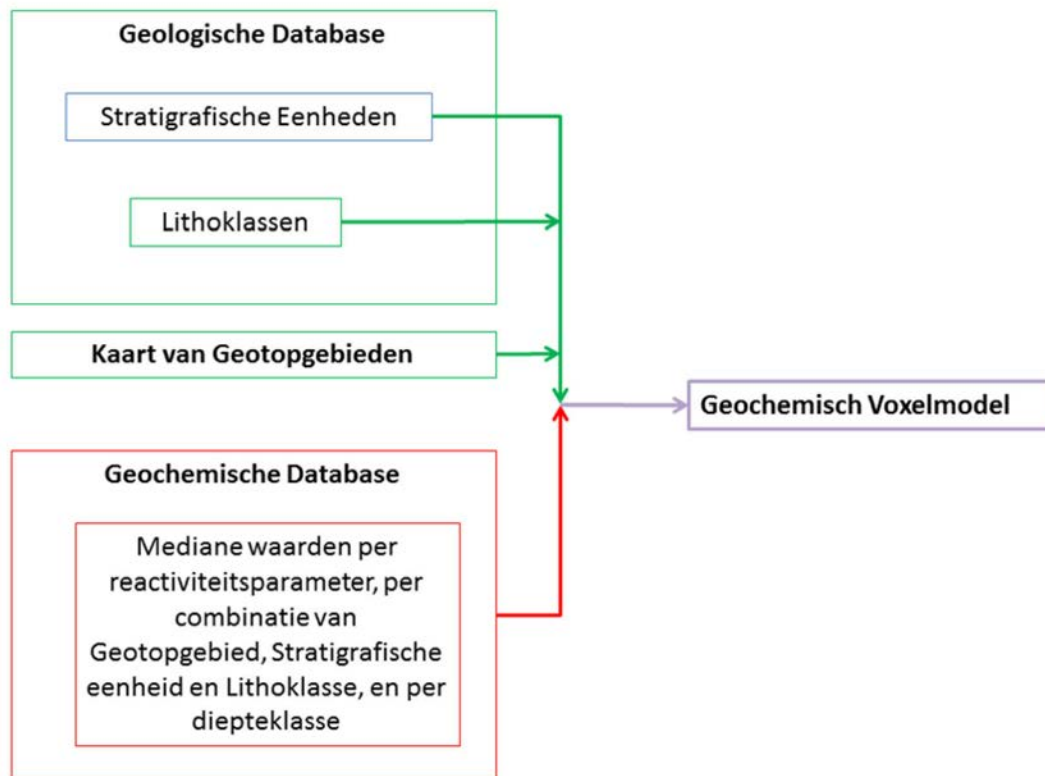 Geologische Database
Stratigrafische Eenheden
Lithoklassen
Kaart van Geotopgebieden
Geochemisch Voxelmodel
Geochemische Database
Mediane waarden per
reactiviteitsparameter, per
combinatie van
Geotopgebied, Stratigrafische
eenheid en Lithoklasse, en per
diepteklasse